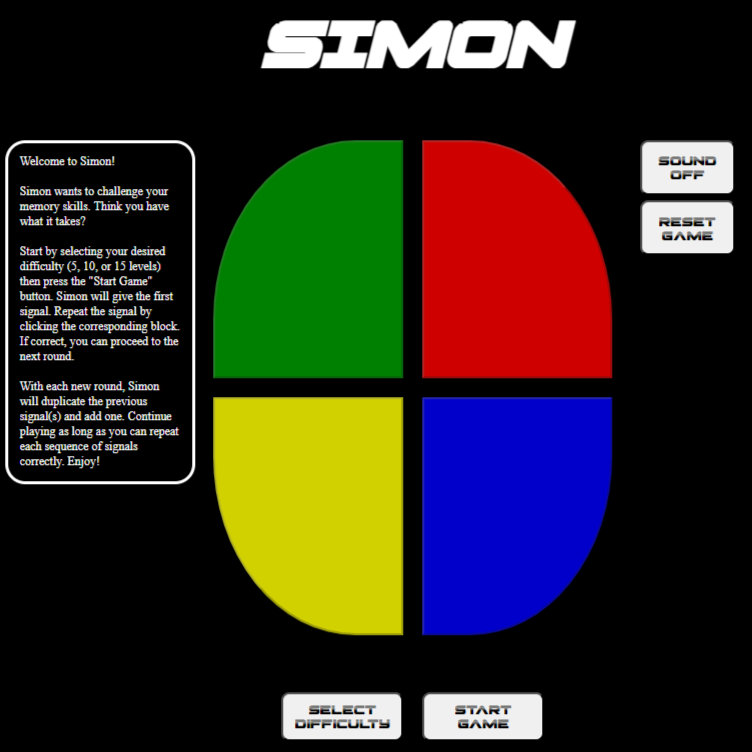 SIMON
Welcome to Simon!
Simon wants to challenge your
memory skills. Think you have
what it takes?
Start by selecting your desired
difficulty (5, 10, or 15 levels)
then press the "Start Game"
button. Simon will give the first
signal. Repeat the signal by
clicking the corresponding block.
If correct, you can proceed to the
next round.
With each new round, Simon
will duplicate the previous
signal(s) and add one. Continue
playing as long as you can repeat
each sequence of signals
correctly. Enjoy!
SOUND
OFF
RESET
GAME
SELECT
DIFFICULTY
START
GAME